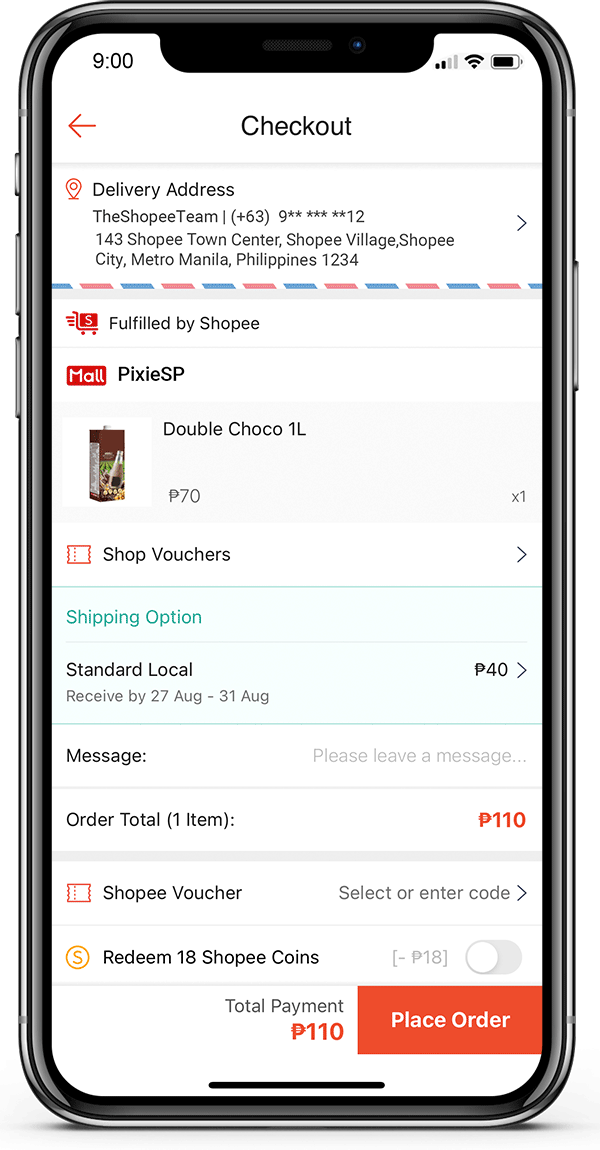 9:00
Checkout
Delivery Address
TheShopeeTeam | (+63) 9** *** **12
143 Shopee Town Center, Shopee Village,Shopee
City, Metro Manila, Philippines 1234
S
Fulfilled by Shopee
Mall PixieSP
Double Choco 1L
₱70 x1
Shop Vouchers
Shipping Option
Standard Local ₱40
Receive by 27 Aug - 31 Aug
Message: Please leave a message...
Order Total (1 Item): ₱110
Shopee Voucher Select or enter code
S Redeem 18 Shopee Coins [- ₱18]
Total Payment
₱110
Place Order